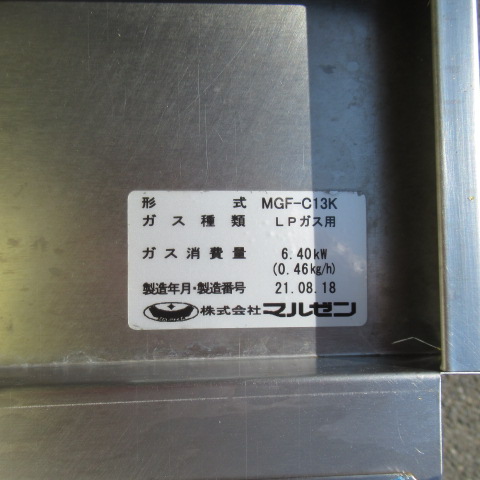 形 式 MGF-C13K
ガス種類 LPガス用
ガス消費量 6.40kW
(0.46kg/h)
製造年月・製造番号 21.08.18
株式会社マルゼン